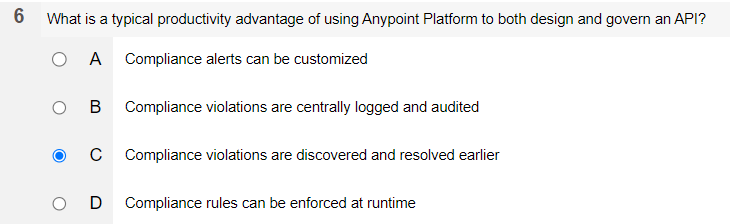 6 What is a typical productivity advantage of using Anypoint Platform to both design and govern an API?
A Compliance alerts can be customized
B Compliance violations are centrally logged and audited
C Compliance violations are discovered and resolved earlier
D Compliance rules can be enforced at runtime